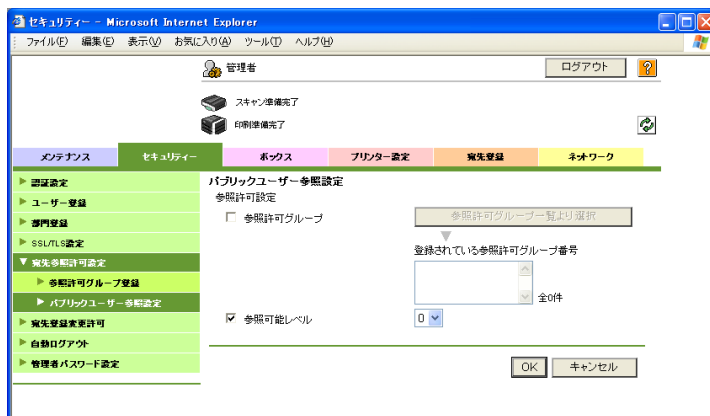 セキュリティー - Microsoft Internet Explorer
ファイル(F) 編集(E) 表示(V) お気に入り(A) ツール(T) ヘルプ(H)
管理者
ログアウト
?
スキャン準備完了
印刷準備完了
メンテナンス セキュリティー ボックス プリンター設定 宛先登録 ネットワーク
認証設定
ユーザー登録
部門登録
SSL/TLS設定
宛先参照許可設定
参照許可グループ登録
パブリックユーザー参照設定
宛先登録変更許可
自動ログアウト
管理者パスワード設定
パブリックユーザー参照設定
参照許可設定
参照許可グループ
参照許可グループ一覧より選択
登録されている参照許可グループ番号
全0件
参照可能レベル
0
OK キャンセル